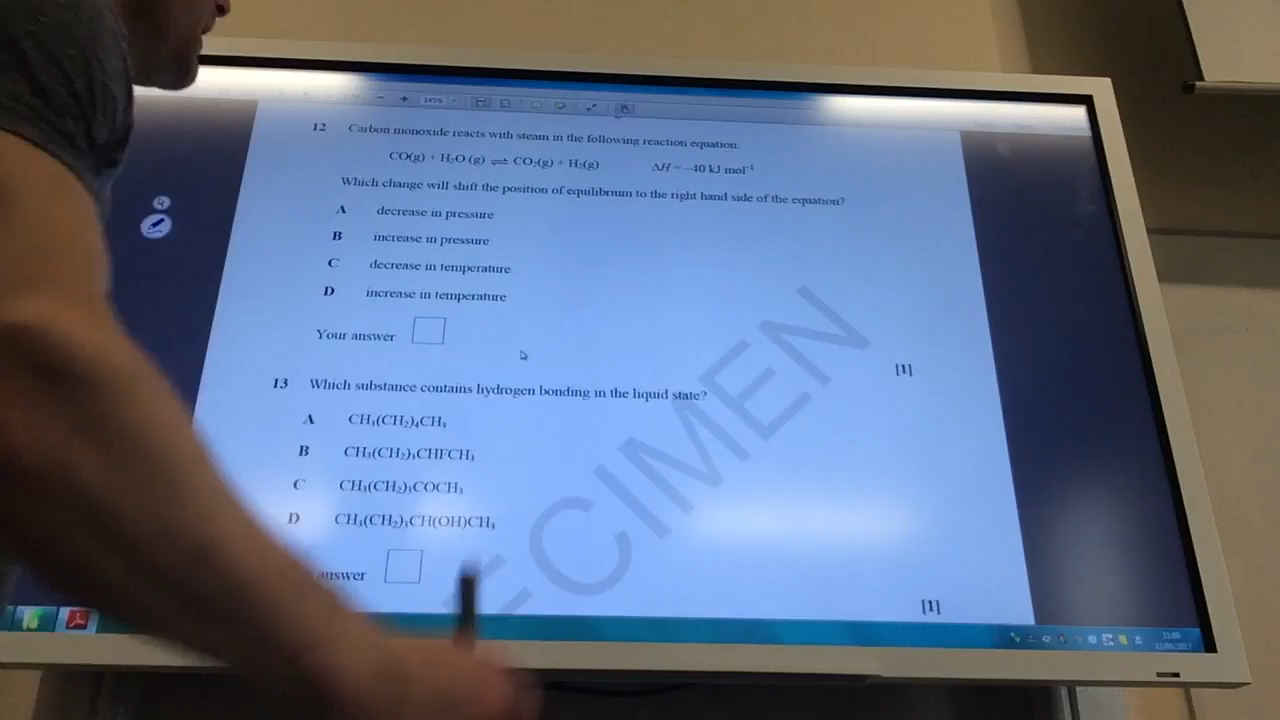 145%
12 Carbon monoxide reacts with steam in the following reaction equation:
CO(g) + H₂O (g) ⇌ CO₂(g) + H₂(g) ΔH = –40 kJ mol⁻¹
Which change will shift the position of equilibrium to the right hand side of the equation?
A decrease in pressure
B increase in pressure
C decrease in temperature
D increase in temperature
Your answer
[1]
13 Which substance contains hydrogen bonding in the liquid state?
A CH₃(CH₂)₄CH₃
B CH₃(CH₂)₃CHFCH₃
C CH₃(CH₂)₃COCH₃
D CH₃(CH₂)₃CH(OH)CH₃
answer
[1]
ECIMEN